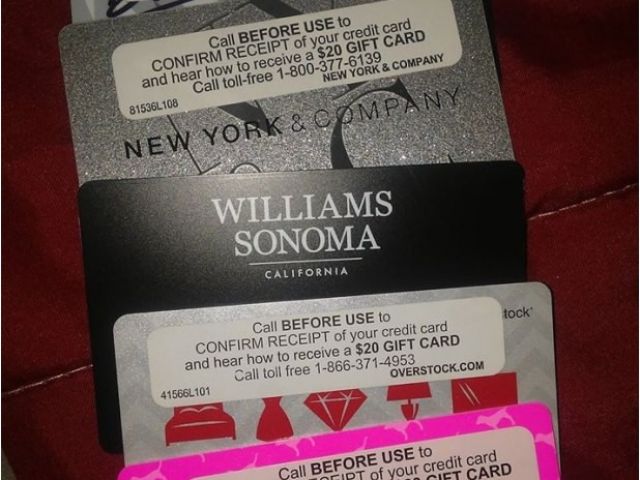 Call BEFORE USE to
CONFIRM RECEIPT of your credit card
and hear how to receive a $20 GIFT CARD
Call toll-free 1-800-377-6139
NEW YORK & COMPANY
81536L108
NEW YORK & COMPANY
WILLIAMS
SONOMA
CALIFORNIA
tock
Call BEFORE USE to
CONFIRM RECEIPT of your credit card
and hear how to receive a $20 GIFT CARD
Call toll free 1-866-371-4953
OVERSTOCK.COM
41566L101
Call BEFORE USE to
EIPT of your credit card
GIFT CARD